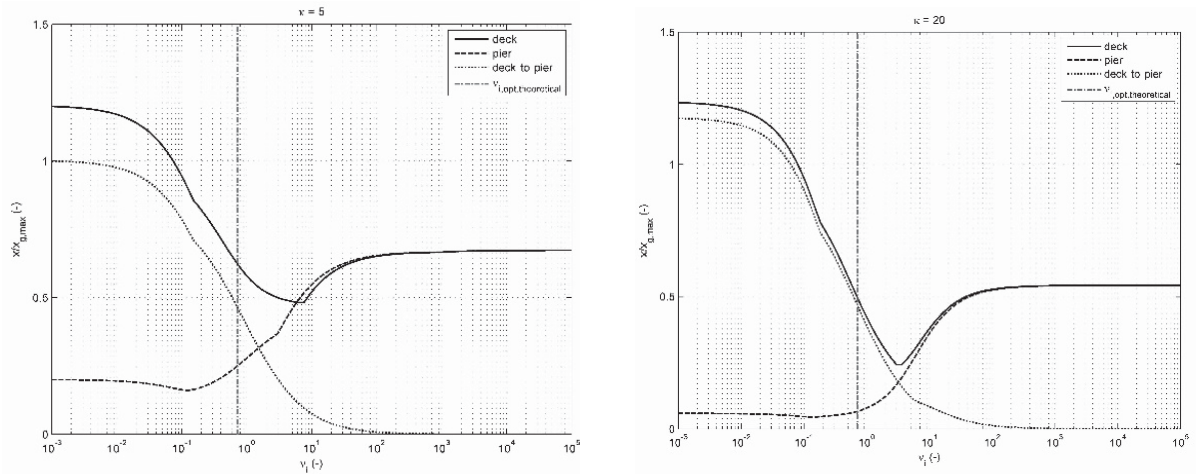 κ = 5
1.5
1
0.5
0
x/x_g,max (-)
deck
pier
deck to pier
ν_i,opt,theoretical
10^-3
10^-2
10^-1
10^0
10^1
10^2
10^3
10^4
10^5
ν_i (-)
κ = 20
1.5
1
0.5
0
x/x_g,max (-)
deck
pier
deck to pier
ν_,opt,theoretical
10^-3
10^-2
10^-1
10^0
10^1
10^2
10^3
10^4
10^5
ν_i (-)